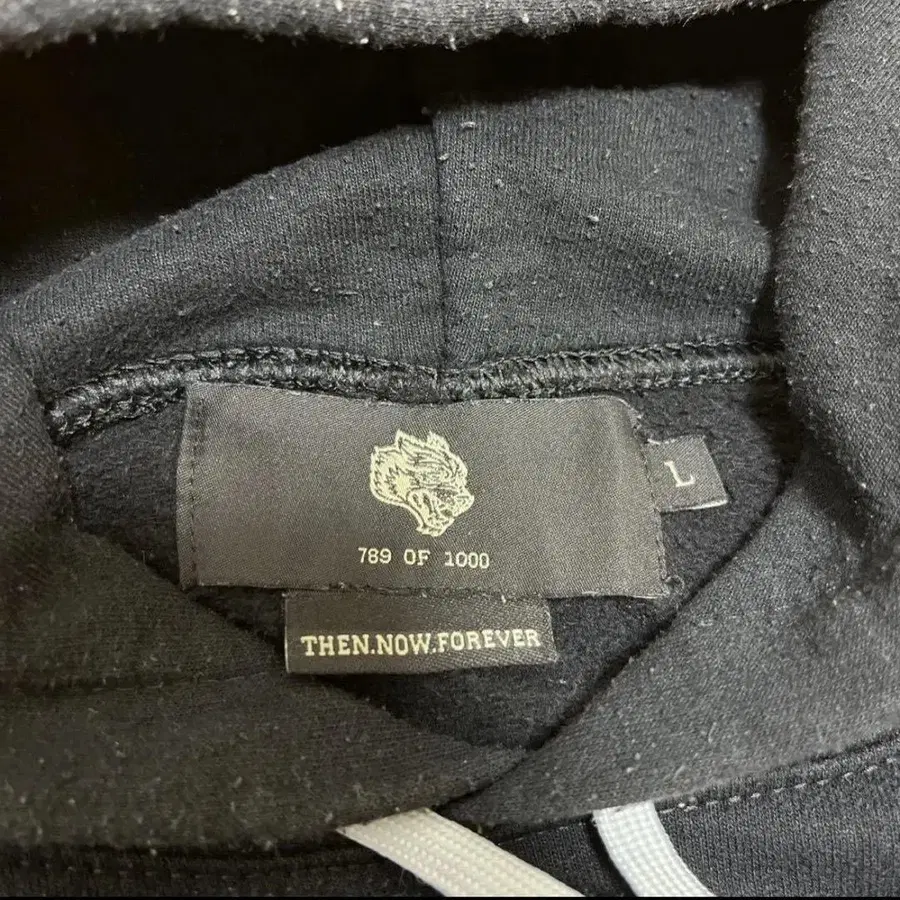 L
789 OF 1000
THEN.NOW.FOREVER